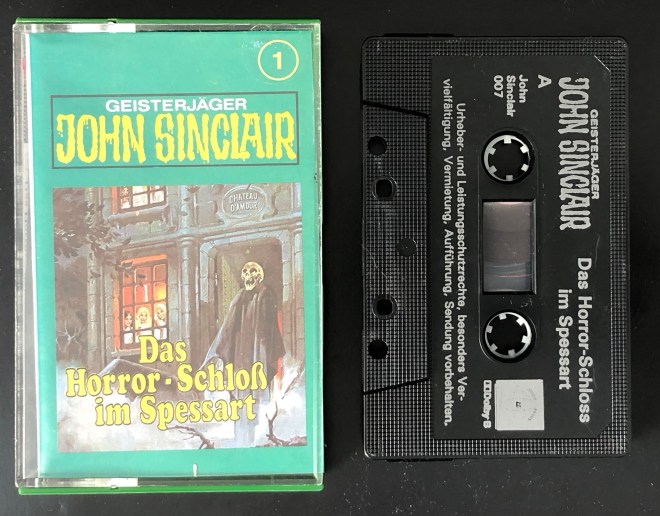 1
GEISTERJÄGER
JOHN SINCLAIR
CHATEAU
D'AMOUR
Das
Horror-Schloß
im Spessart
GEISTERJÄGER
JOHN SINCLAIR
A
Das Horror-Schloss
im Spessart
John
Sinclair
007
Urheber- und Leistungsschutzrechte, besonders Ver-
vielfältigung, Vermietung, Aufführung, Sendung vorbehalten.
Dolby B